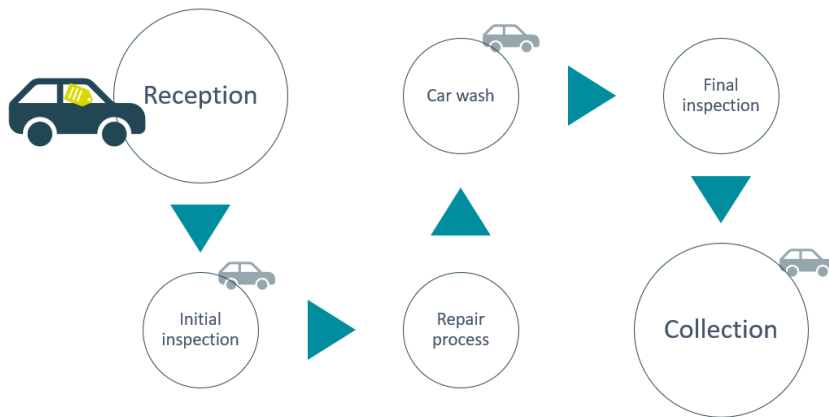 Reception
Initial
inspection
Repair
process
Car wash
Final
inspection
Collection